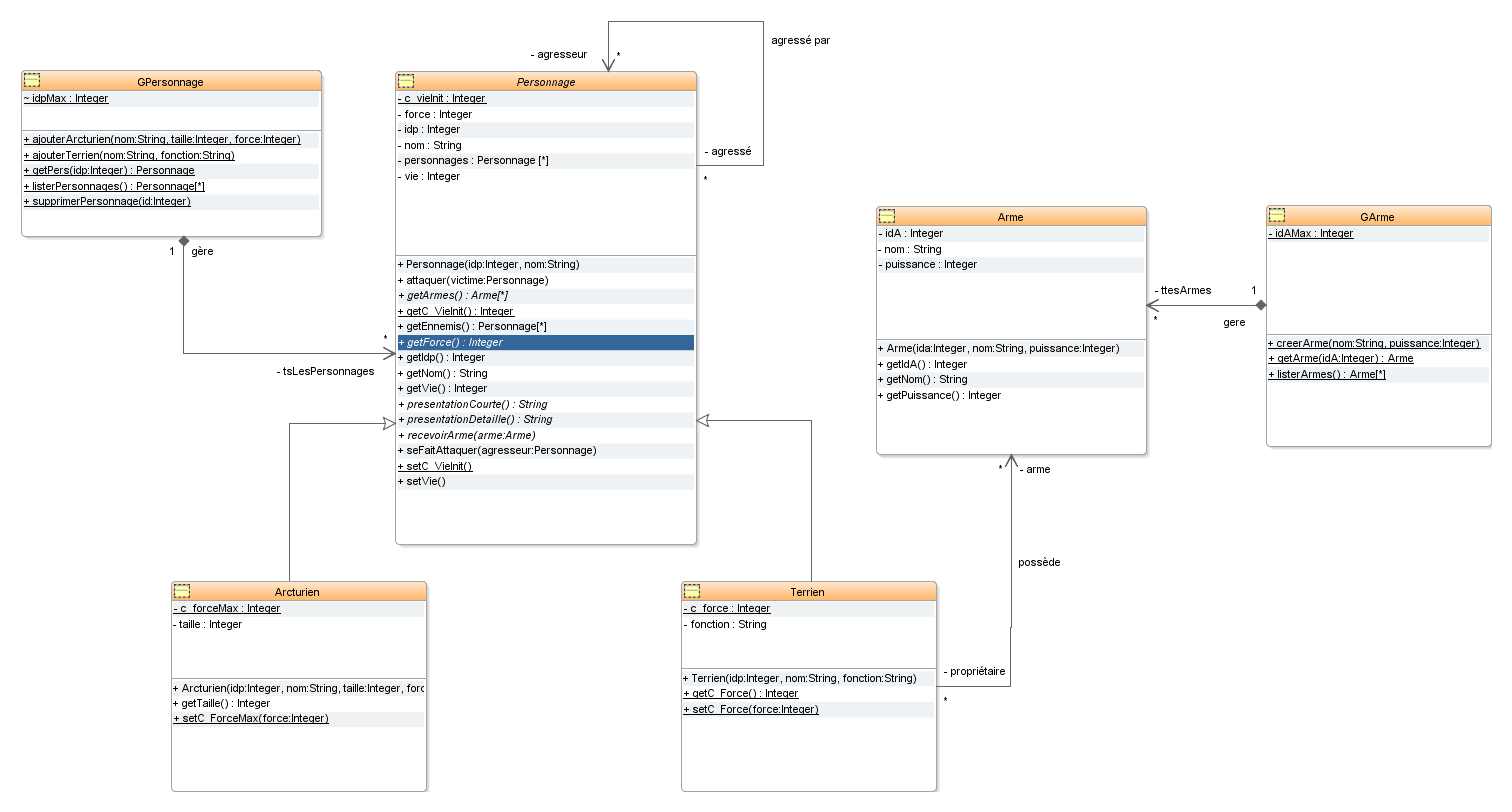 agressé par
- agresseur
*
- agressé
*
GPersonnage
~ idpMax : Integer
+ ajouterArcturien(nom:String, taille:Integer, force:Integer)
+ ajouterTerrien(nom:String, fonction:String)
+ getPers(idp:Integer) : Personnage
+ listerPersonnages() : Personnage[*]
+ supprimerPersonnage(id:Integer)
1
gère
*
- tsLesPersonnages
Personnage
- c_vieInit : Integer
- force : Integer
- idp : Integer
- nom : String
- personnages : Personnage [*]
- vie : Integer
+ Personnage(idp:Integer, nom:String)
+ attaquer(victime:Personnage)
+ getArmes() : Arme[*]
+ getC_VieInit() : Integer
+ getEnnemis() : Personnage[*]
+ getForce() : Integer
+ getIdp() : Integer
+ getNom() : String
+ getVie() : Integer
+ presentationCourte() : String
+ presentationDetaille() : String
+ recevoirArme(arme:Arme)
+ seFaitAttaquer(agresseur:Personnage)
+ setC_VieInit()
+ setVie()
Arme
- idA : Integer
- nom : String
- puissance : Integer
+ Arme(ida:Integer, nom:String, puissance:Integer)
+ getIdA() : Integer
+ getNom() : String
+ getPuissance() : Integer
- ttesArmes
1
*
gere
GArme
- idAMax : Integer
+ creerArme(nom:String, puissance:Integer)
+ getArme(idA:Integer) : Arme
+ listerArmes() : Arme[*]
*
- arme
possède
- propriétaire
*
Arcturien
- c_forceMax : Integer
- taille : Integer
+ Arcturien(idp:Integer, nom:String, taille:Integer, forc
+ getTaille() : Integer
+ setC_ForceMax(force:Integer)
Terrien
- c_force : Integer
- fonction : String
+ Terrien(idp:Integer, nom:String, fonction:String)
+ getC_Force() : Integer
+ setC_Force(force:Integer)